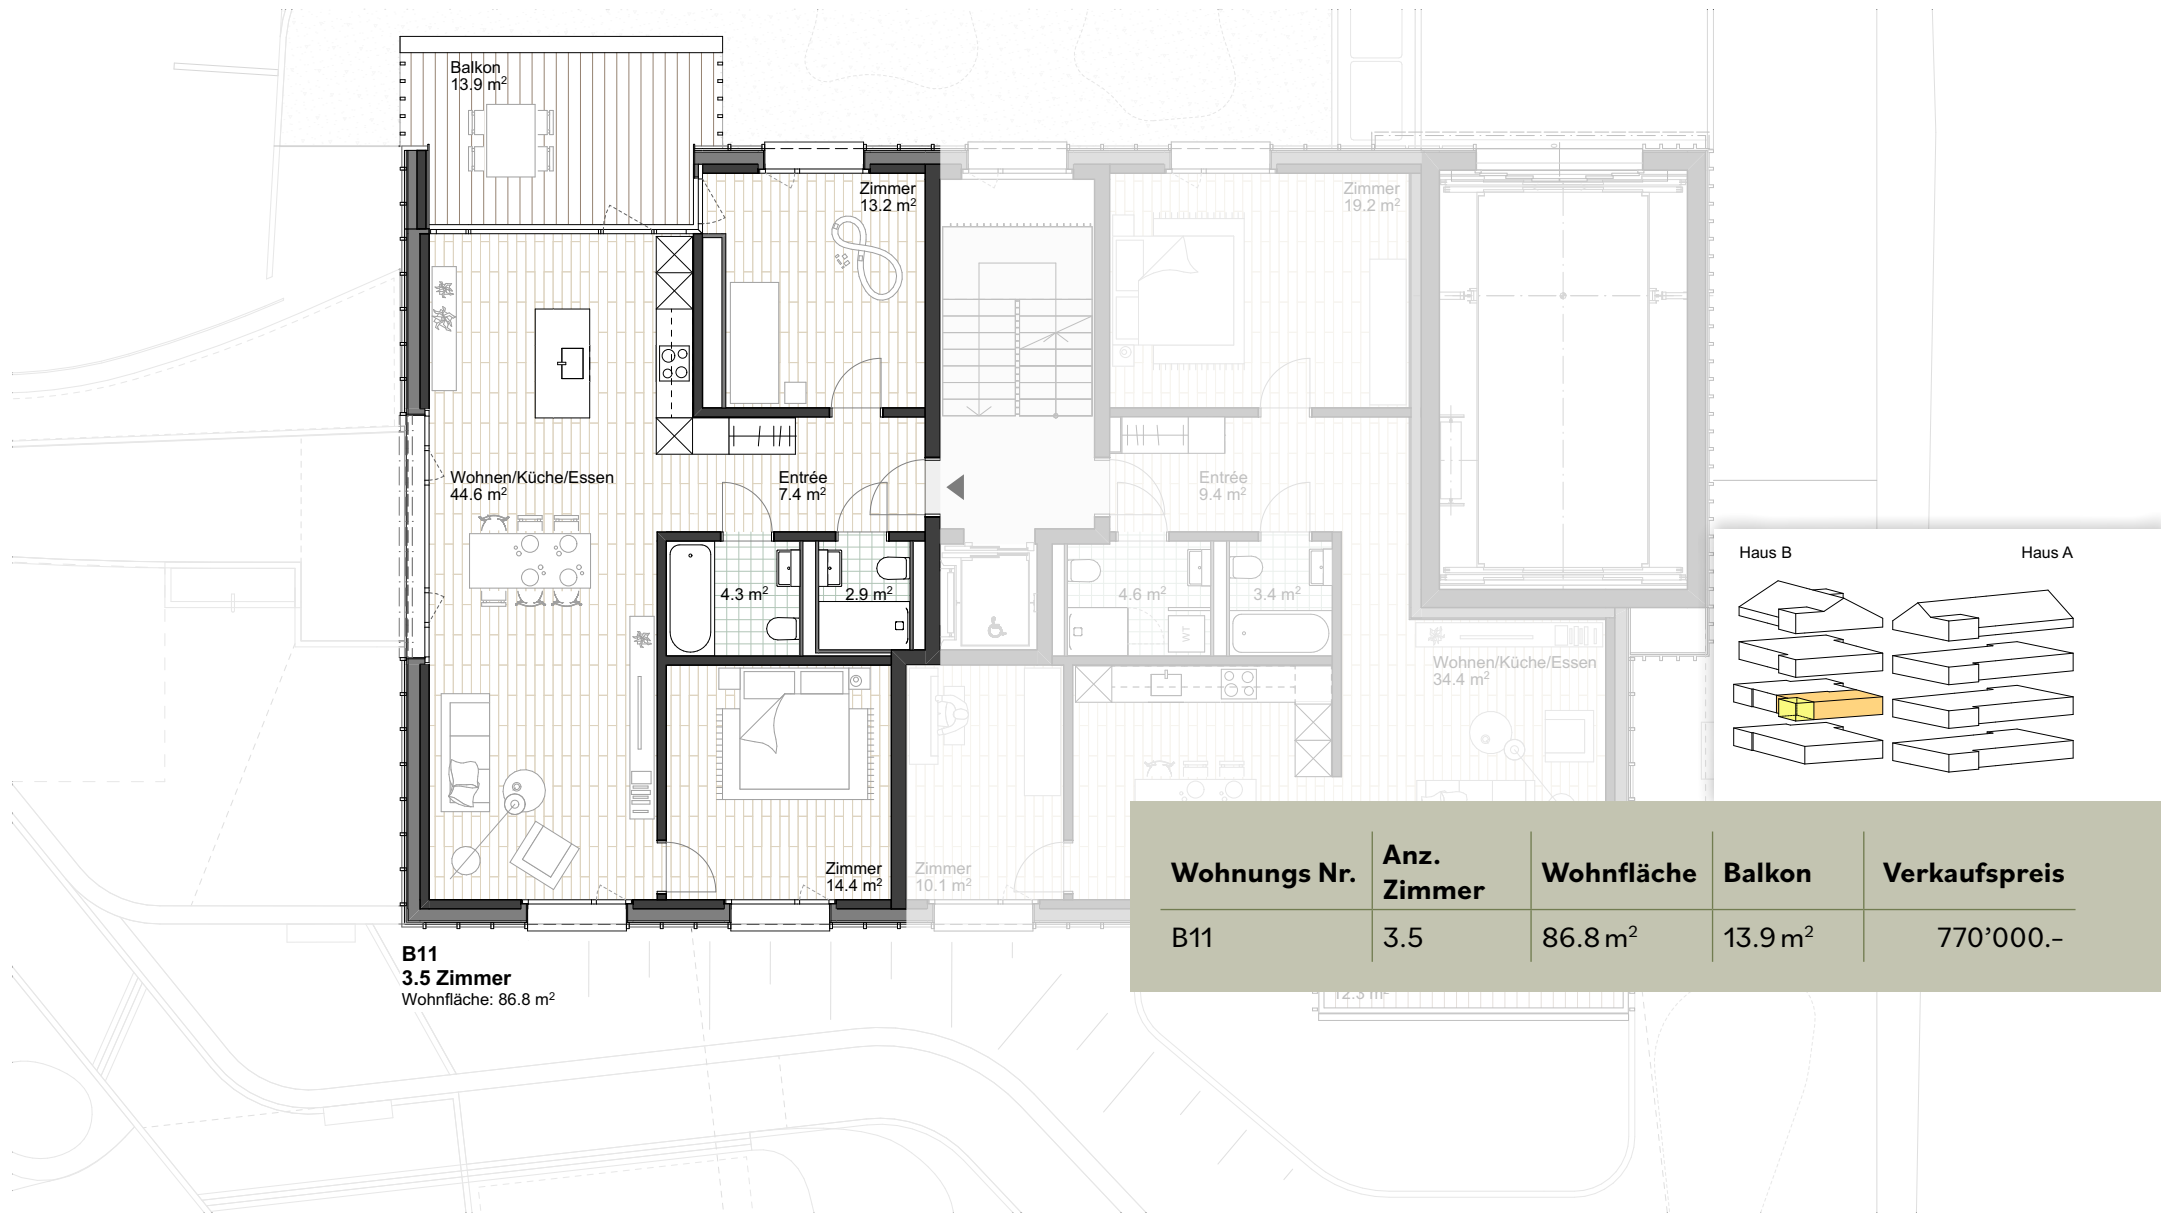 Balkon
13.9 m²
Zimmer
13.2 m²
Zimmer
19.2 m²
Wohnen/Küche/Essen
44.6 m²
Entrée
7.4 m²
Entrée
9.4 m²
4.3 m²
2.9 m²
4.6 m²
WT
3.4 m²
Wohnen/Küche/Essen
34.4 m²
Zimmer
14.4 m²
Zimmer
10.1 m²
Haus B
Haus A
Wohnungs Nr.
Anz.
Zimmer
Wohnfläche
Balkon
Verkaufspreis
B11
3.5
86.8 m²
13.9 m²
770’000.–
12.3 m²
B11
3.5 Zimmer
Wohnfläche: 86.8 m²